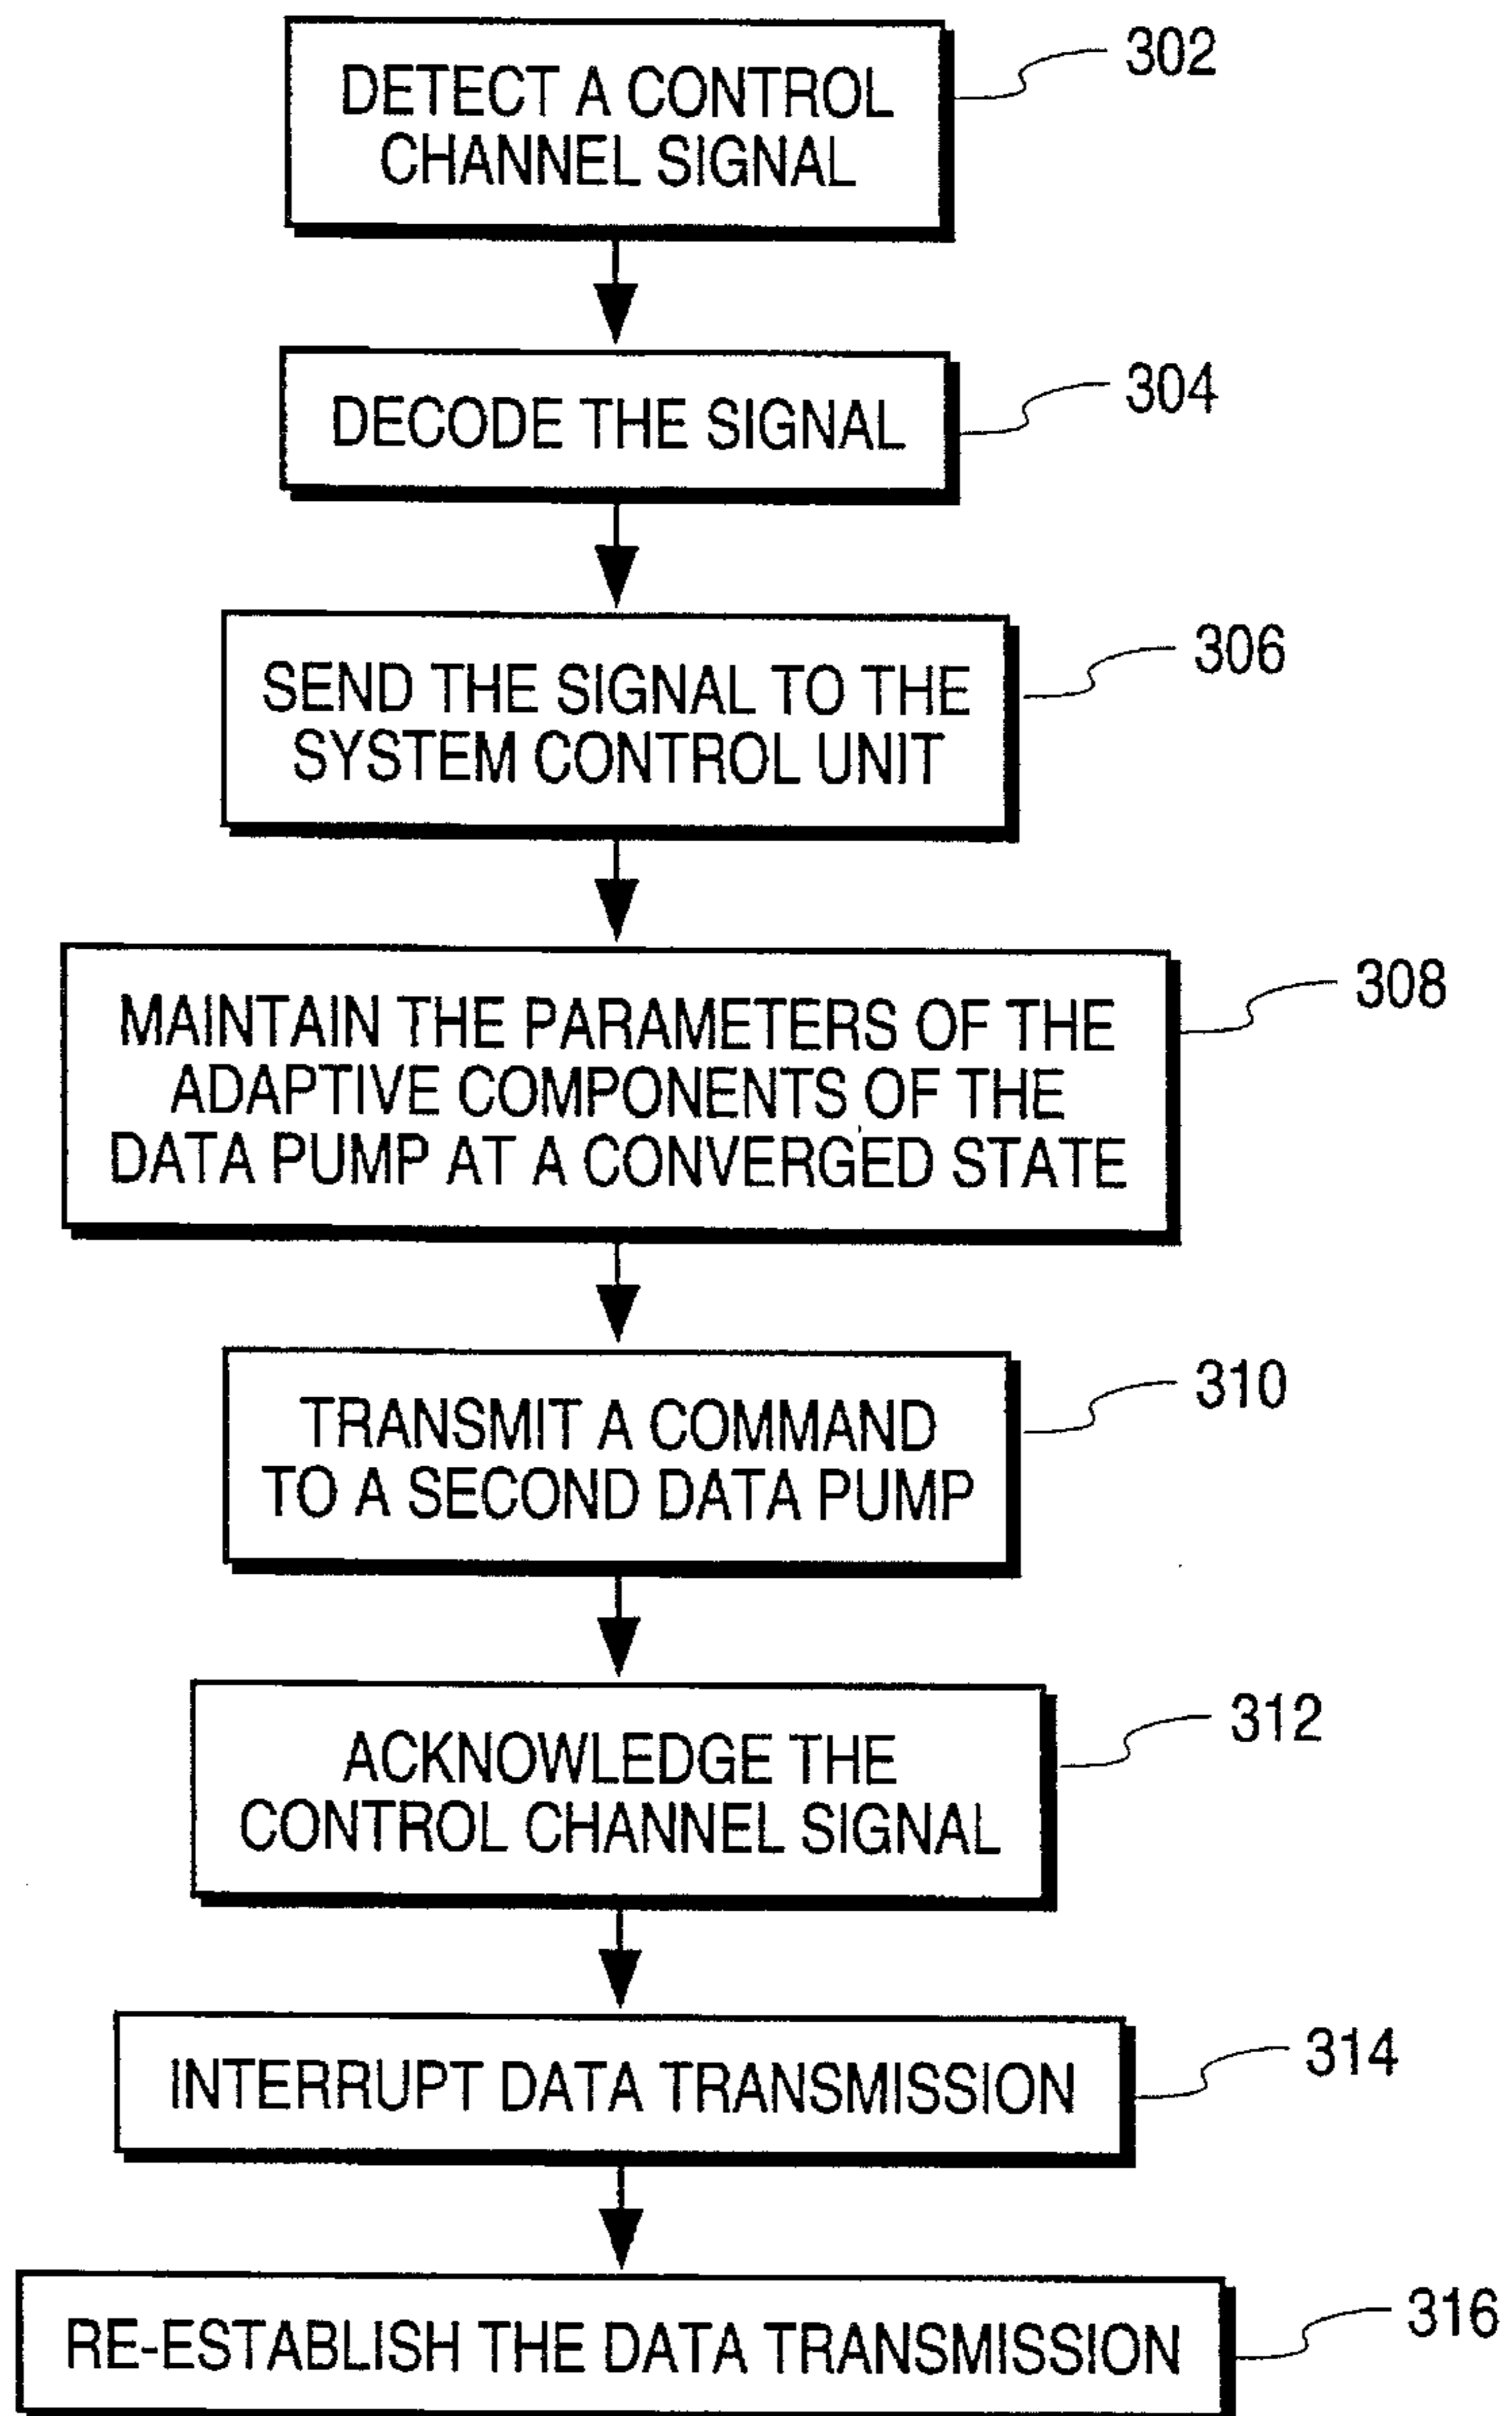 302
DETECT A CONTROL
CHANNEL SIGNAL
304
DECODE THE SIGNAL
306
SEND THE SIGNAL TO THE
SYSTEM CONTROL UNIT
308
MAINTAIN THE PARAMETERS OF THE
ADAPTIVE COMPONENTS OF THE
DATA PUMP AT A CONVERGED STATE
310
TRANSMIT A COMMAND
TO A SECOND DATA PUMP
312
ACKNOWLEDGE THE
CONTROL CHANNEL SIGNAL
314
INTERRUPT DATA TRANSMISSION
316
RE-ESTABLISH THE DATA TRANSMISSION